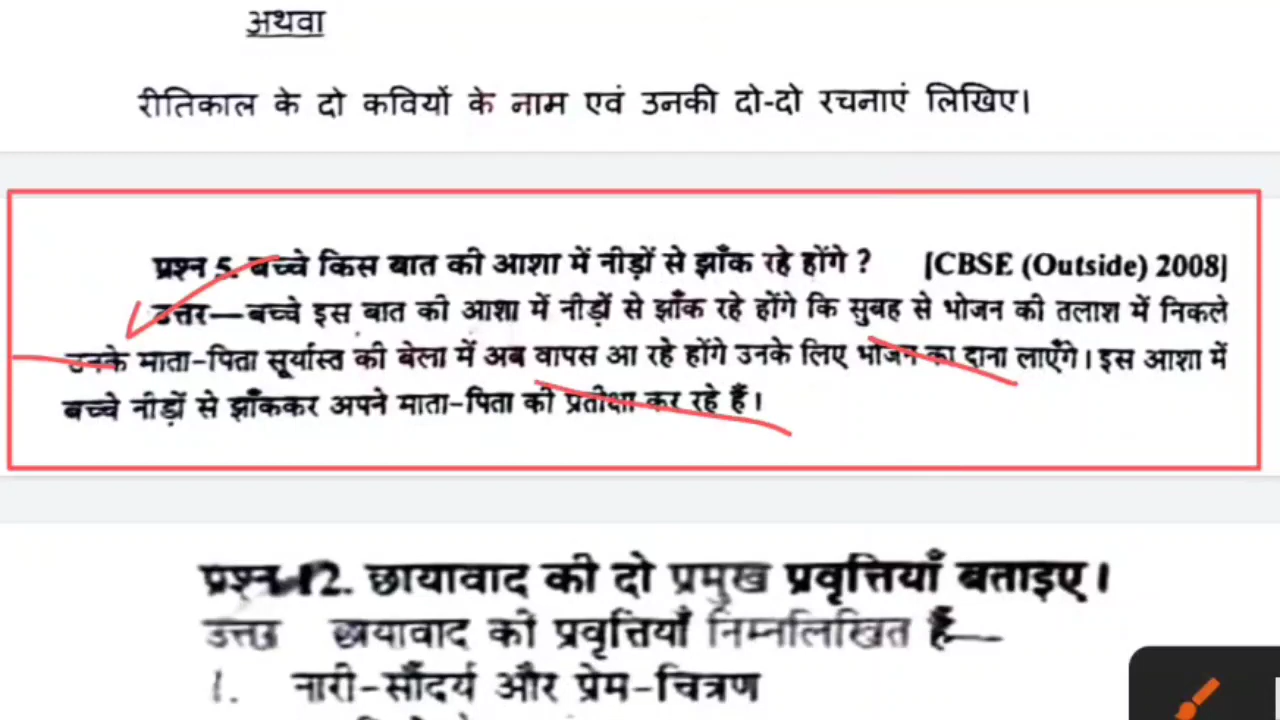 अथवा
रीतिकाल के दो कवियों के नाम एवं उनकी दो-दो रचनाएं लिखिए।
प्रश्न 5. बच्चे किस बात की आशा में नीड़ों से झाँक रहे होंगे ? [CBSE (Outside) 2008]
उत्तर—बच्चे इस बात की आशा में नीड़ों से झाँक रहे होंगे कि सुबह से भोजन की तलाश में निकले
उनके माता-पिता सूर्यास्त की बेला में अब वापस आ रहे होंगे उनके लिए भोजन का दाना लाएँगे। इस आशा में
बच्चे नीड़ों से झाँककर अपने माता-पिता की प्रतीक्षा कर रहे हैं।
प्रश्न 12. छायावाद की दो प्रमुख प्रवृत्तियाँ बताइए।
उत्तर छायावाद की प्रवृत्तियाँ निम्नलिखित हैं—
1. नारी-सौंदर्य और प्रेम-चित्रण